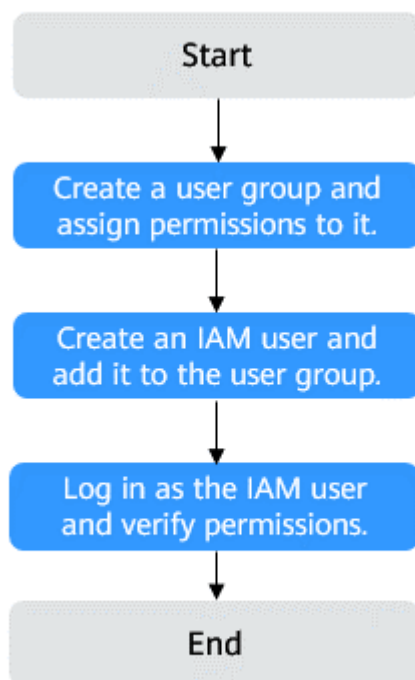 Start
Create a user group and
assign permissions to it.
Create an IAM user and
add it to the user group.
Log in as the IAM user
and verify permissions.
End